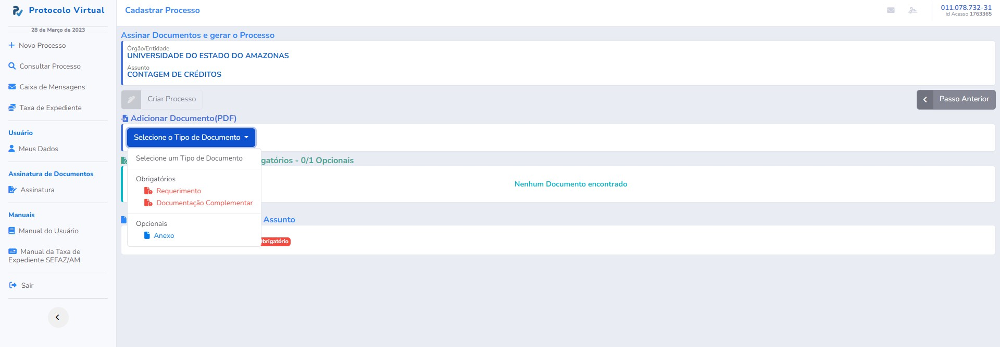 Protocolo Virtual
28 de Março de 2023
Novo Processo
Consultar Processo
Caixa de Mensagens
Taxa de Expediente
Usuário
Meus Dados
Assinatura de Documentos
Assinatura
Manuais
Manual do Usuário
Manual da Taxa de
Expediente SEFAZ/AM
Sair
Cadastrar Processo
011.078.732-31
id Acesso 1763365
Assinar Documentos e gerar o Processo
Órgão/Entidade
UNIVERSIDADE DO ESTADO DO AMAZONAS
Assunto
CONTAGEM DE CRÉDITOS
Criar Processo
Passo Anterior
Adicionar Documento(PDF)
Selecione o Tipo de Documento
Selecione um Tipo de Documento
Obrigatórios
Requerimento
Documentação Complementar
Opcionais
Anexo
gatórios - 0/1 Opcionais
Nenhum Documento encontrado
Assunto
brigatório